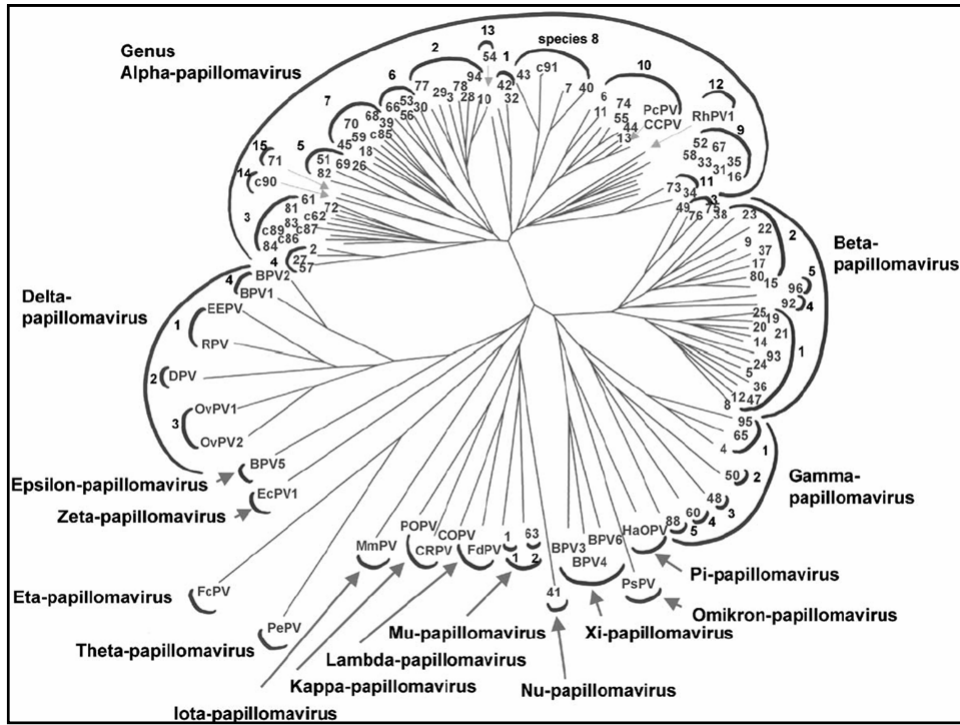 Genus
Alpha-papillomavirus
13
54
2
77
94
78
29
3
28
10
1
42
32
species 8
43
c91
7
40
10
6
11
74
55
44
13
PcPV
CCPV
12
RhPV1
9
52
67
58
33
31
35
16
11
73
34
6
66
53
56
30
7
70
68
39
59
c85
45
18
5
51
82
69
26
15
71
14
c90
3
61
81
c62
72
83
c89
c87
c86
84
4
2
27
57
Beta-
papillomavirus
3
49
75
76
38
2
23
22
9
37
17
80
15
5
96
92
4
1
25
19
20
21
14
93
24
5
36
12
47
8
Gamma-
papillomavirus
95
65
4
1
50
2
48
3
60
4
88
5
Delta-
papillomavirus
4
BPV2
BPV1
1
EEPV
RPV
2
DPV
3
OvPV1
OvPV2
BPV5
Epsilon-papillomavirus
EcPV1
Zeta-papillomavirus
FcPV
Eta-papillomavirus
PePV
Theta-papillomavirus
MmPV
Iota-papillomavirus
POPV
CRPV
Kappa-papillomavirus
COPV
FdPV
Lambda-papillomavirus
1
63
1
2
Mu-papillomavirus
41
Nu-papillomavirus
BPV3
BPV6
BPV4
Xi-papillomavirus
PsPV
Omikron-papillomavirus
HaOPV
Pi-papillomavirus